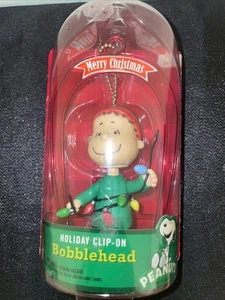 Merry Christmas
HOLIDAY CLIP-ON
Bobblehead
PEANUTS